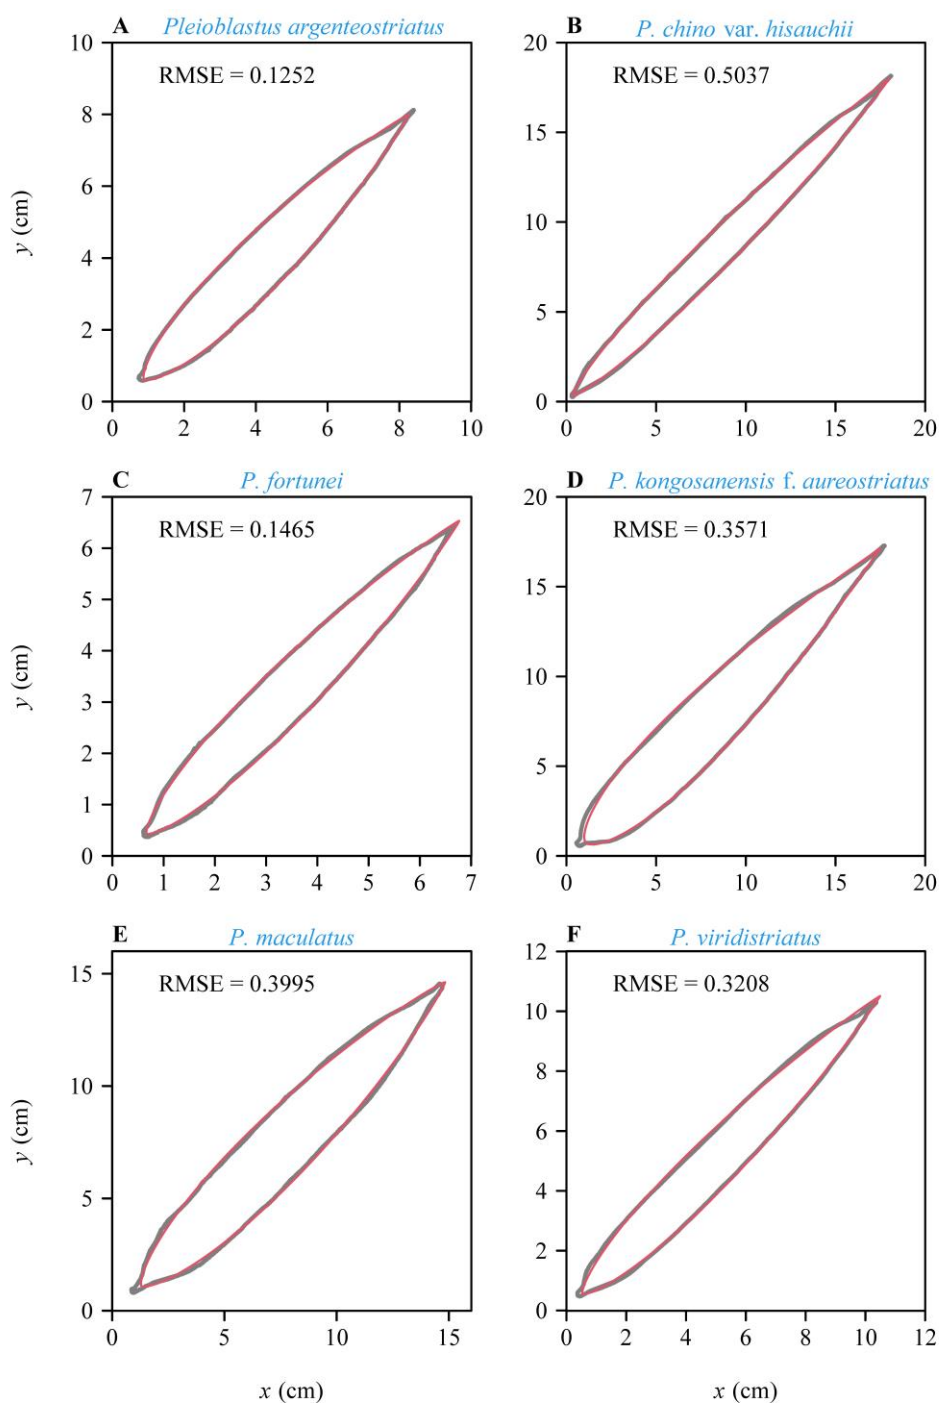 A Pleioblastus argenteostriatus
RMSE = 0.1252
y (cm)
10
8
6
4
2
0
0 2 4 6 8 10
B P. chino var. hisauchii
RMSE = 0.5037
20
15
10
5
0
0 5 10 15 20
C P. fortunei
RMSE = 0.1465
y (cm)
7
6
5
4
3
2
1
0
0 1 2 3 4 5 6 7
D P. kongosanensis f. aureostriatus
RMSE = 0.3571
20
15
10
5
0
0 5 10 15 20
E P. maculatus
RMSE = 0.3995
y (cm)
15
10
5
0
0 5 10 15
x (cm)
F P. viridistriatus
RMSE = 0.3208
12
10
8
6
4
2
0
0 2 4 6 8 10 12
x (cm)